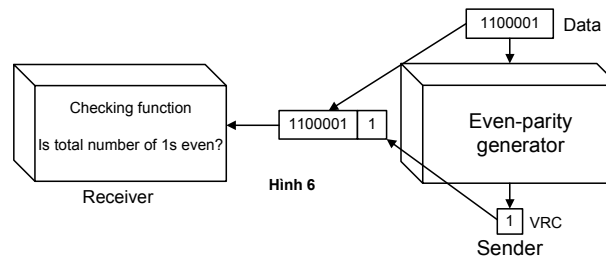 1100001 Data
Checking function
Is total number of 1s even?
Receiver
1100001 1
Hình 6
Even-parity
generator
1 VRC
Sender